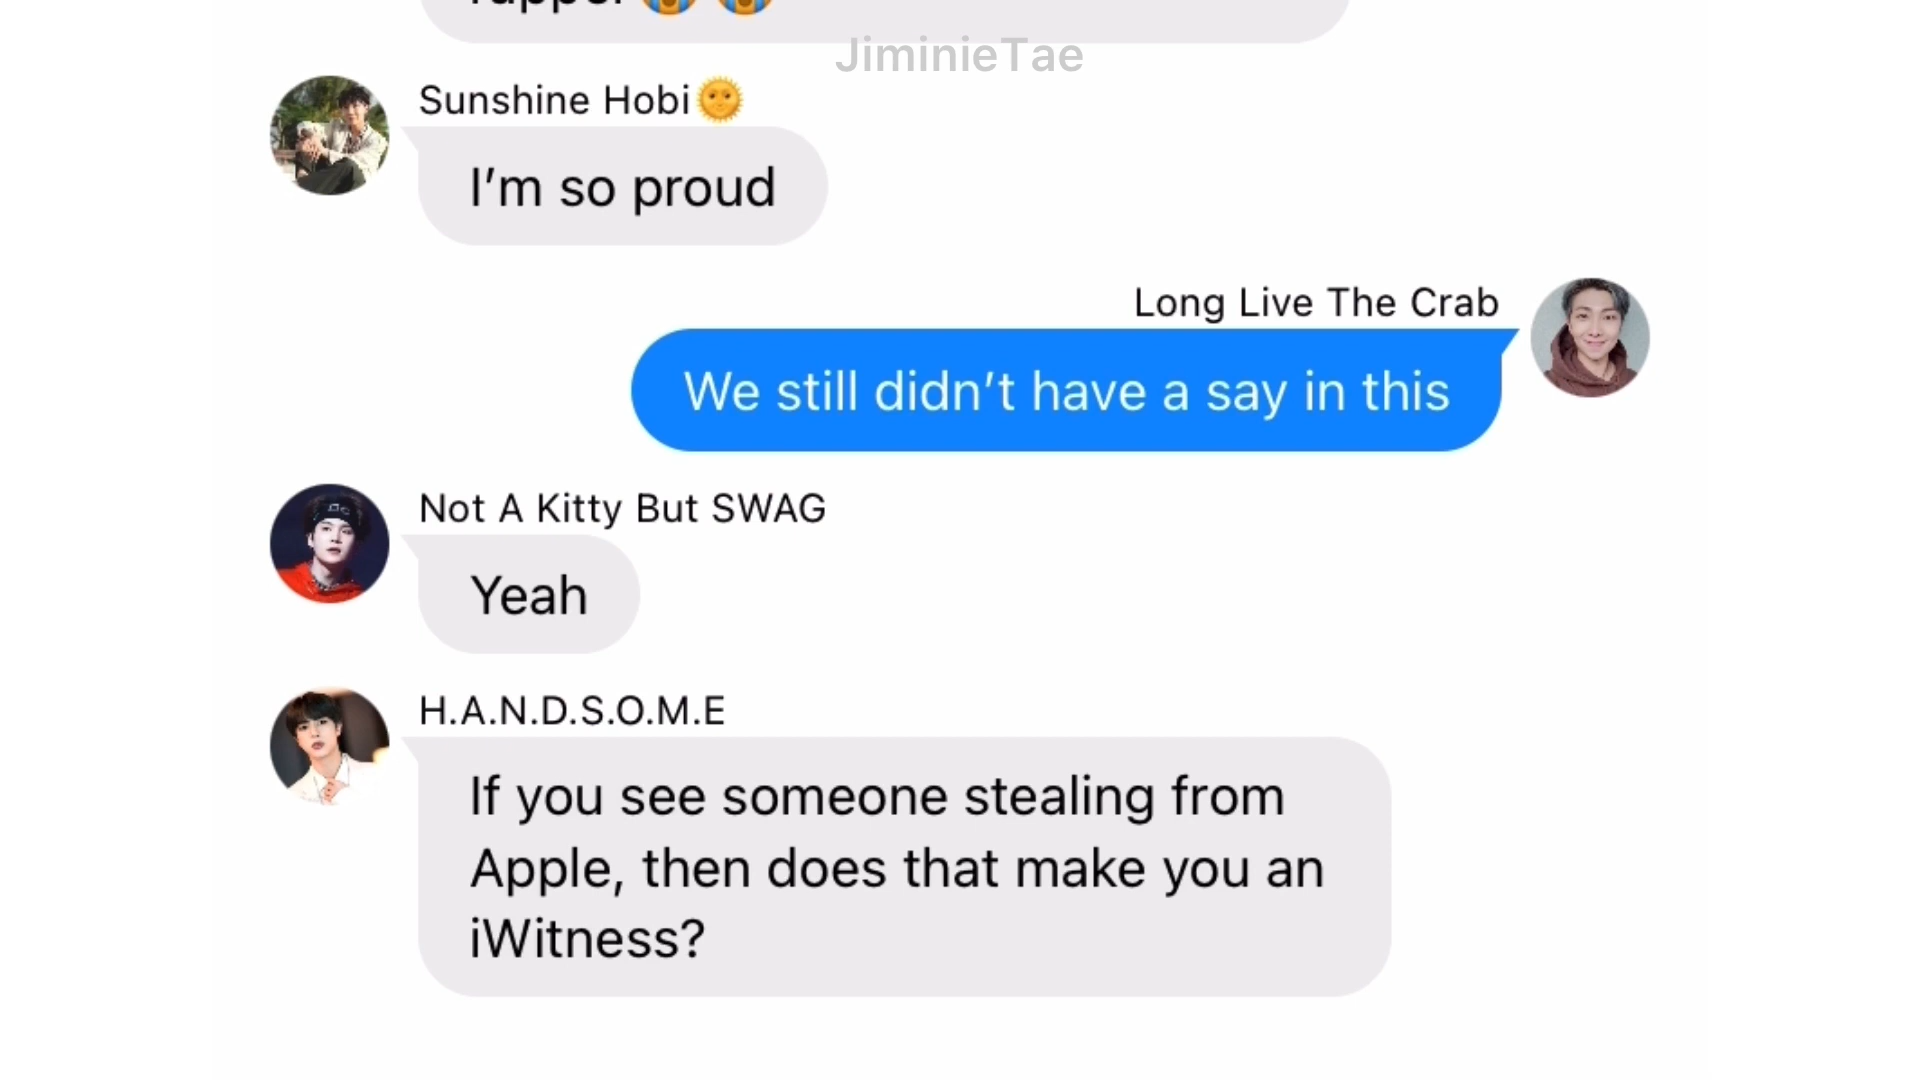 JiminieTae
Sunshine Hobi🌞
I'm so proud
Long Live The Crab
We still didn't have a say in this
Not A Kitty But SWAG
Yeah
H.A.N.D.S.O.M.E
If you see someone stealing from
Apple, then does that make you an
iWitness?